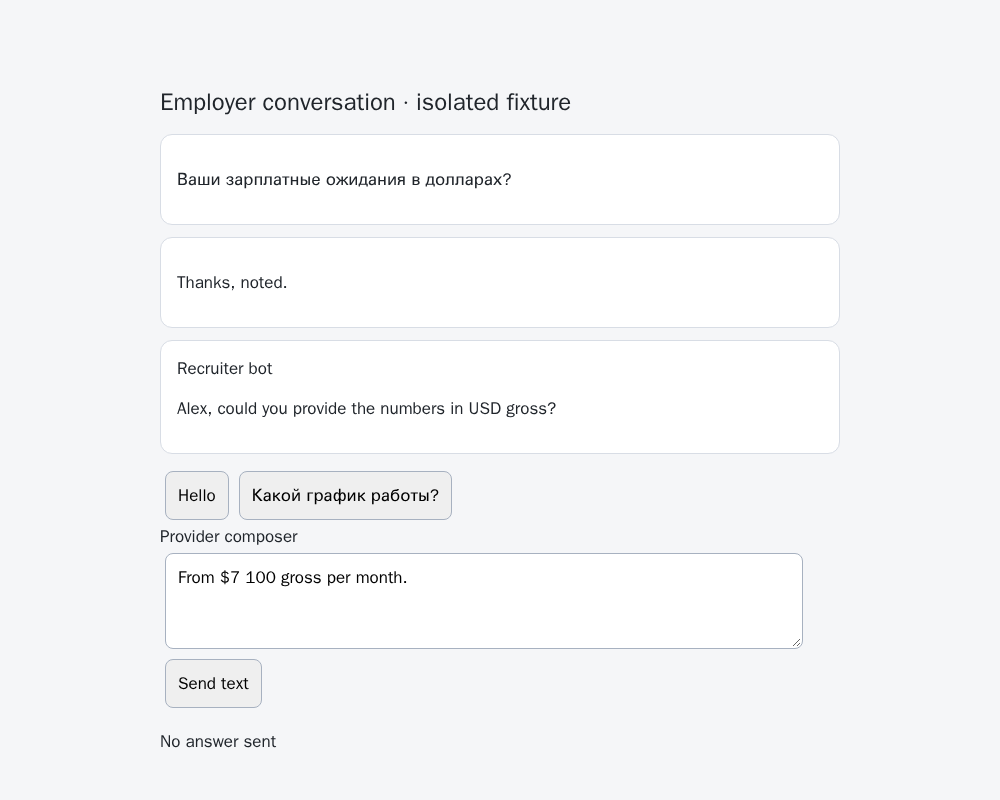 Employer conversation · isolated fixture
Ваши зарплатные ожидания в долларах?
Thanks, noted.
Recruiter bot
Alex, could you provide the numbers in USD gross?
Hello
Какой график работы?
Provider composer
From $7 100 gross per month.
Send text
No answer sent